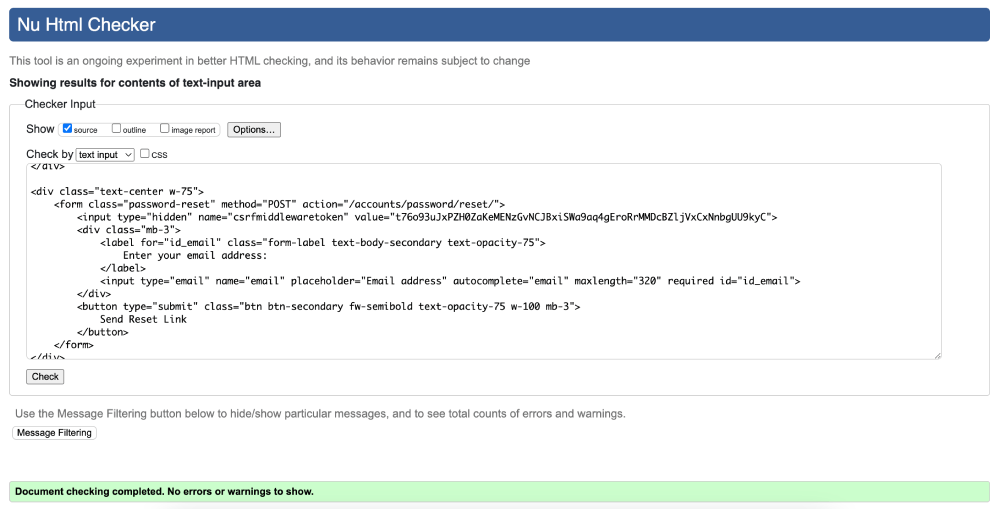 Nu Html Checker
This tool is an ongoing experiment in better HTML checking, and its behavior remains subject to change
Showing results for contents of text-input area
Checker Input
Show source outline image report Options...
Check by text input css
</div>
<div class="text-center w-75">
<form class="password-reset" method="POST" action="/accounts/password/reset/">
<input type="hidden" name="csrfmiddlewaretoken" value="t76o93uJxPZH0ZaKeMENzGvNCJBxiSWa9aq4gEroRrMMDcBZljVxCxNnbgUU9kyC">
<div class="mb-3">
<label for="id_email" class="form-label text-body-secondary text-opacity-75">
Enter your email address:
</label>
<input type="email" name="email" placeholder="Email address" autocomplete="email" maxlength="320" required id="id_email">
</div>
<button type="submit" class="btn btn-secondary fw-semibold text-opacity-75 w-100 mb-3">
Send Reset Link
</button>
</form>
</div>
Check
Use the Message Filtering button below to hide/show particular messages, and to see total counts of errors and warnings.
Message Filtering
Document checking completed. No errors or warnings to show.